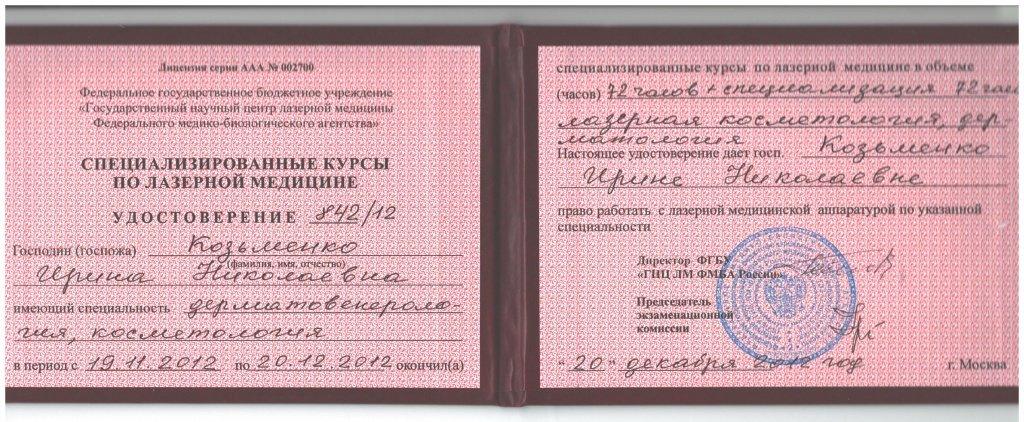 Лицензия серии ААА № 002700
Федеральное государственное бюджетное учреждение
«Государственный научный центр лазерной медицины
Федерального медико-биологического агентства»
СПЕЦИАЛИЗИРОВАННЫЕ КУРСЫ
ПО ЛАЗЕРНОЙ МЕДИЦИНЕ
УДОСТОВЕРЕНИЕ 842/12
Господин (госпожа) Козьменко
(фамилия, имя, отчество)
Ирина Николаевна
имеющий специальность дерматовенероло-
гия, косметология
в период с 19.11.2012 по 20.12.2012 окончил(а)
специализированные курсы по лазерной медицине в объеме
(часов) 72 часов + специализация 72
лазерная косметология, дер-
матология
Настоящее удостоверение дает госп. Козьменко
Ирине Николаевне
право работать с лазерной медицинской аппаратурой по указанной
специальности
Директор ФГБУ
«ГНЦ ЛМ ФМБА России»
Председатель
экзаменационной
комиссии
"20" декабря 2012 год г. Москва